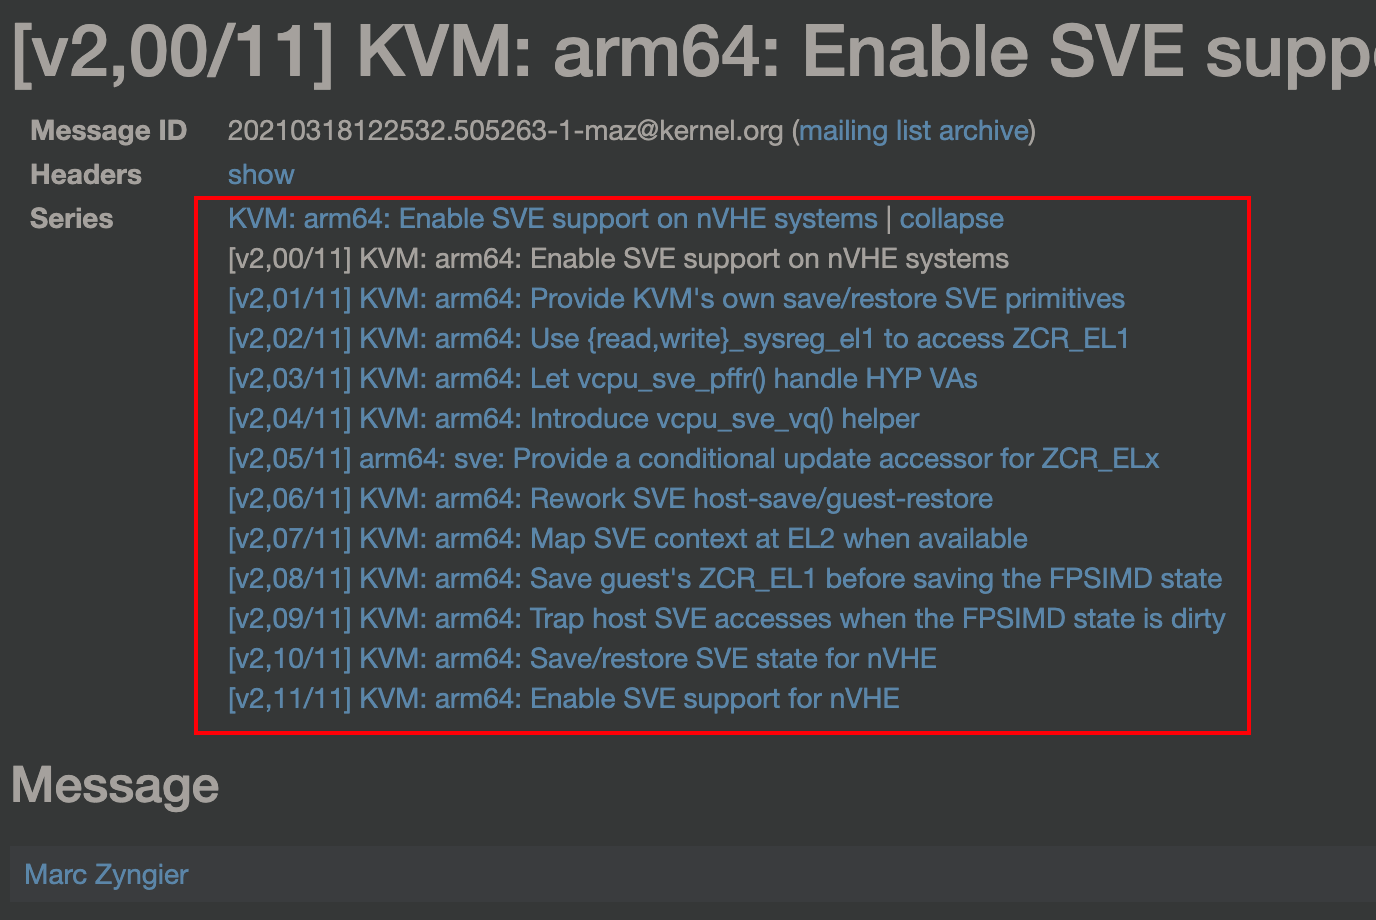 [v2,00/11] KVM: arm64: Enable SVE
Message ID 20210318122532.505263-1-maz@kernel.org (mailing list archive)
Headers show
Series KVM: arm64: Enable SVE support on nVHE systems | collapse
[v2,00/11] KVM: arm64: Enable SVE support on nVHE systems
[v2,01/11] KVM: arm64: Provide KVM's own save/restore SVE primitives
[v2,02/11] KVM: arm64: Use {read,write}_sysreg_el1 to access ZCR_EL1
[v2,03/11] KVM: arm64: Let vcpu_sve_pffr() handle HYP VAs
[v2,04/11] KVM: arm64: Introduce vcpu_sve_vq() helper
[v2,05/11] arm64: sve: Provide a conditional update accessor for ZCR_ELx
[v2,06/11] KVM: arm64: Rework SVE host-save/guest-restore
[v2,07/11] KVM: arm64: Map SVE context at EL2 when available
[v2,08/11] KVM: arm64: Save guest's ZCR_EL1 before saving the FPSIMD state
[v2,09/11] KVM: arm64: Trap host SVE accesses when the FPSIMD state is dirty
[v2,10/11] KVM: arm64: Save/restore SVE state for nVHE
[v2,11/11] KVM: arm64: Enable SVE support for nVHE
Message
Marc Zyngier